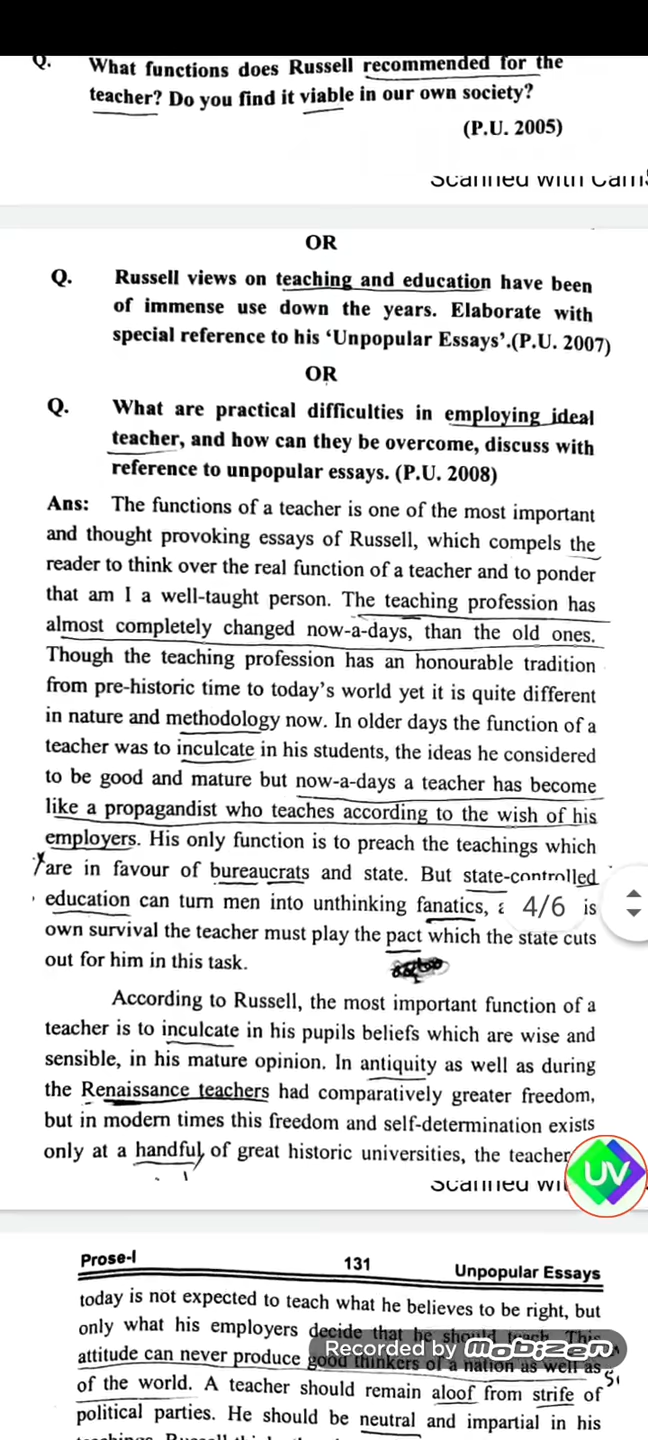 Q. What functions does Russell recommended for the
teacher? Do you find it viable in our own society?
(P.U. 2005)
Scanned with Cam
OR
Q. Russell views on teaching and education have been
of immense use down the years. Elaborate with
special reference to his ‘Unpopular Essays’.(P.U. 2007)
OR
Q. What are practical difficulties in employing ideal
teacher, and how can they be overcome, discuss with
reference to unpopular essays. (P.U. 2008)
Ans: The functions of a teacher is one of the most important
and thought provoking essays of Russell, which compels the
reader to think over the real function of a teacher and to ponder
that am I a well-taught person. The teaching profession has
almost completely changed now-a-days, than the old ones.
Though the teaching profession has an honourable tradition
from pre-historic time to today's world yet it is quite different
in nature and methodology now. In older days the function of a
teacher was to inculcate in his students, the ideas he considered
to be good and mature but now-a-days a teacher has become
like a propagandist who teaches according to the wish of his
employers. His only function is to preach the teachings which
are in favour of bureaucrats and state. But state-controlled
education can turn men into unthinking fanatics, is
4/6
own survival the teacher must play the pact which the state cuts
out for him in this task.
According to Russell, the most important function of a
teacher is to inculcate in his pupils beliefs which are wise and
sensible, in his mature opinion. In antiquity as well as during
the Renaissance teachers had comparatively greater freedom,
but in modern times this freedom and self-determination exists
only at a handful of great historic universities, the teacher
UV
Scanned wi
Prose-I 131 Unpopular Essays
today is not expected to teach what he believes to be right, but
only what his employers decide that he should teach. This
Recorded by mobizen
attitude can never produce good thinkers of a nation as well as
of the world. A teacher should remain aloof from strife of
political parties. He should be neutral and impartial in his